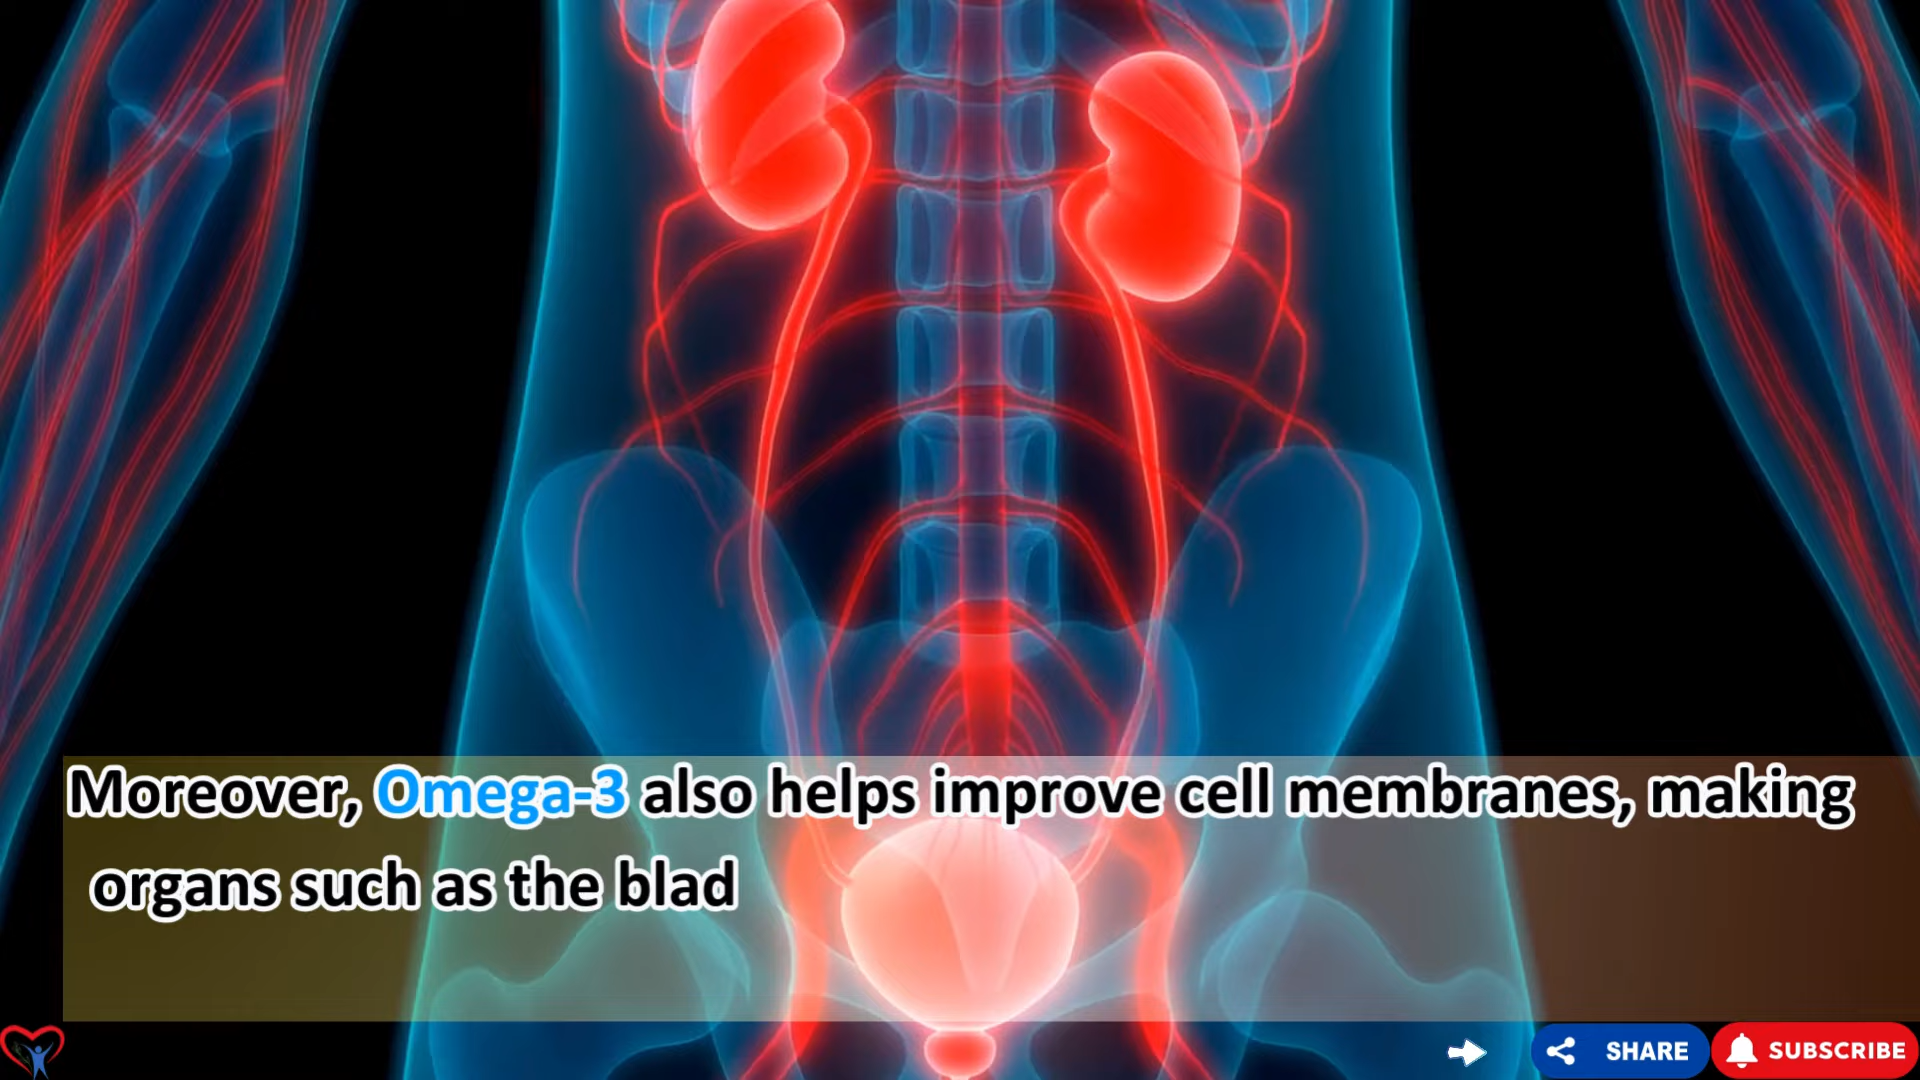 Moreover, Omega-3 also helps improve cell membranes, making
organs such as the blad
SHARE
SUBSCRIBE